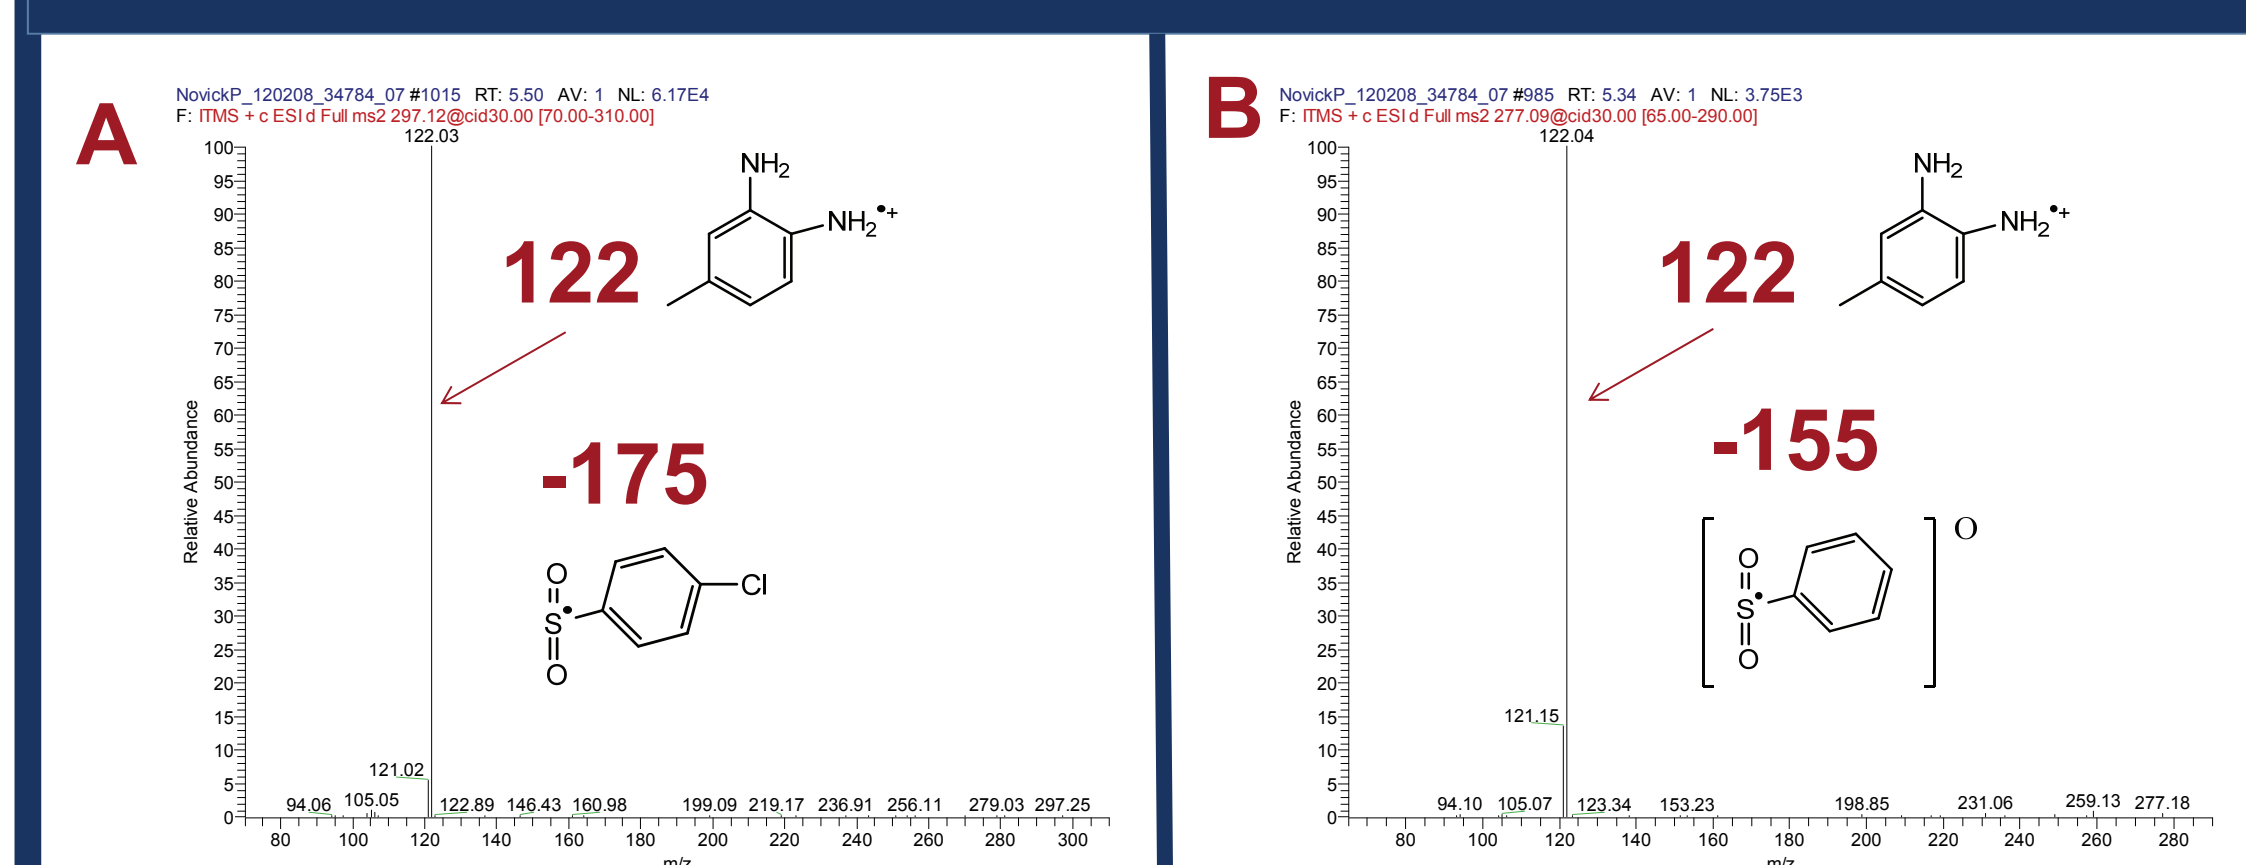 A
NovickP_120208_34784_07 #1015 RT: 5.50 AV: 1 NL: 6.17E4
F: ITMS + c ESI d Full ms2 297.12@cid30.00 [70.00-310.00]
122.03
100
95
90
85
80
75
70
65
60
55
50
45
40
35
30
25
20
15
10
5
0
Relative Abundance
NH2
NH2•+
122
-175
O
S•
O
Cl
121.02
94.06 105.05 122.89 146.43 160.98 199.09 219.17 236.91 256.11 279.03 297.25
80 100 120 140 160 180 200 220 240 260 280 300
m/z
B
NovickP_120208_34784_07 #985 RT: 5.34 AV: 1 NL: 3.75E3
F: ITMS + c ESI d Full ms2 277.09@cid30.00 [65.00-290.00]
122.04
100
95
90
85
80
75
70
65
60
55
50
45
40
35
30
25
20
15
10
5
0
Relative Abundance
NH2
NH2•+
122
-155
O
O
S•
O
121.15
94.10 105.07 123.34 153.23 198.85 231.06 259.13 277.18
80 100 120 140 160 180 200 220 240 260 280
m/z